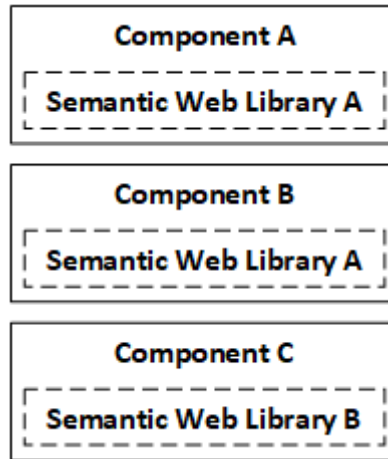 Component A
Semantic Web Library A
Component B
Semantic Web Library A
Component C
Semantic Web Library B